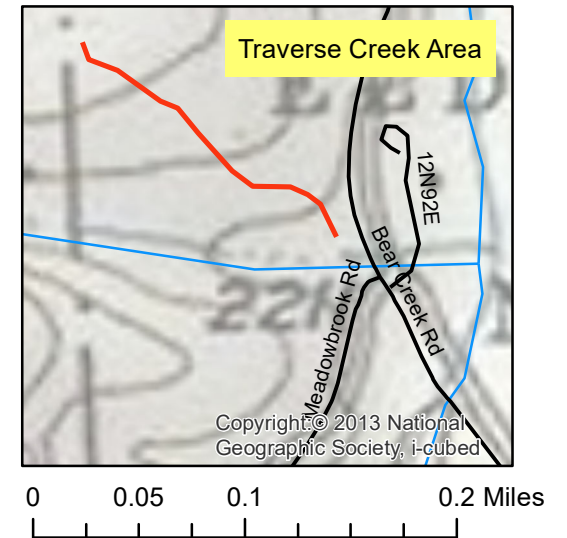 Traverse Creek Area
12N92E
Bear Creek Rd
Meadowbrook Rd
Copyright:© 2013 National
Geographic Society, i-cubed
0 0.05 0.1 0.2 Miles